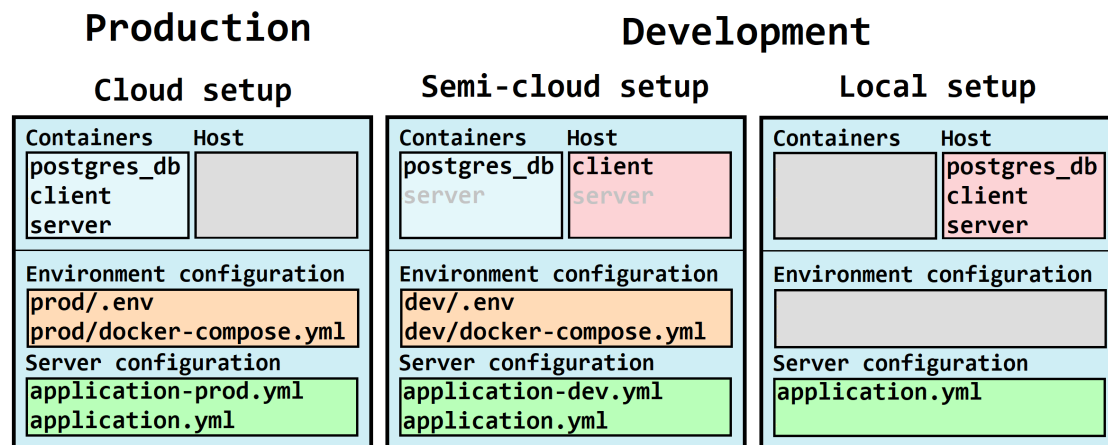 Production
Development
Cloud setup
Semi-cloud setup
Local setup
Containers Host
postgres_db
client
server
Environment configuration
prod/.env
prod/docker-compose.yml
Server configuration
application-prod.yml
application.yml
Containers Host
postgres_db
server
client
server
Environment configuration
dev/.env
dev/docker-compose.yml
Server configuration
application-dev.yml
application.yml
Containers Host
postgres_db
client
server
Environment configuration
Server configuration
application.yml